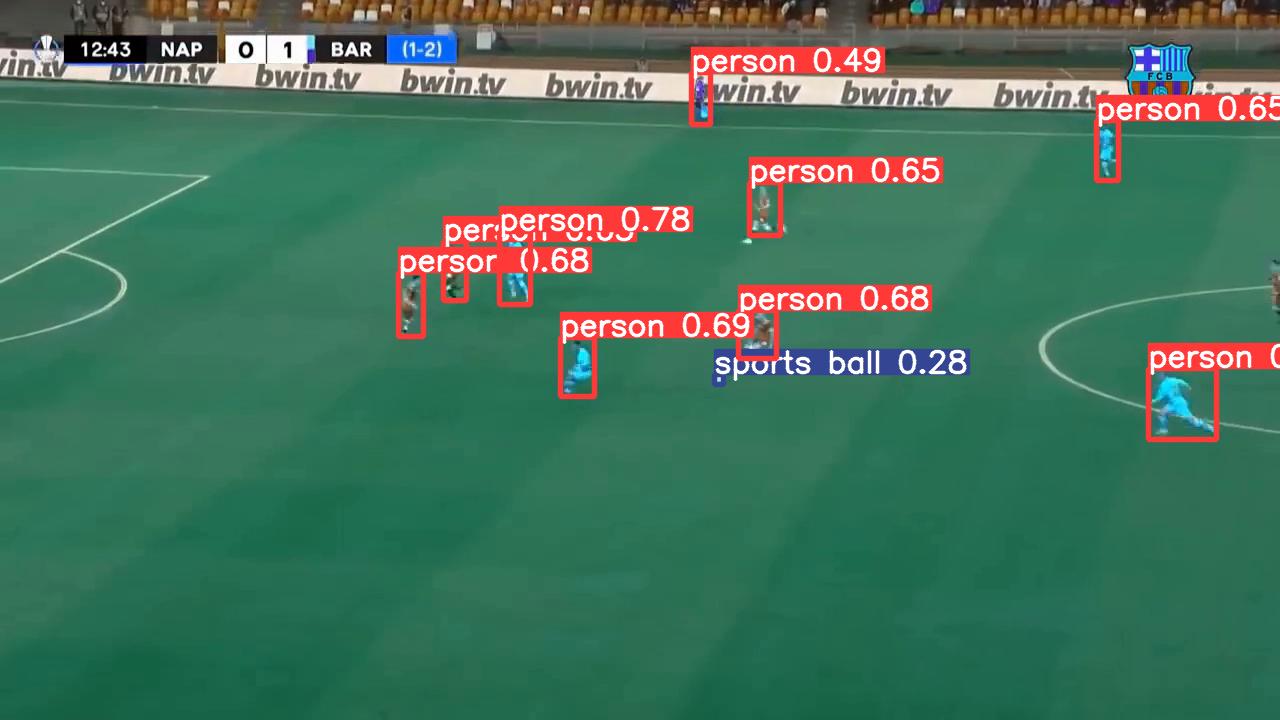 12:43 NAP 0 1 BAR (1-2)
bwin.tv bwin.tv bwin.tv bwin.tv bwin.tv bwin.tv bwin.tv
FCB
person 0.49
person 0.65
person 0.65
person 0.78
person 0.68
person 0.68
person 0.69
sports ball 0.28
person